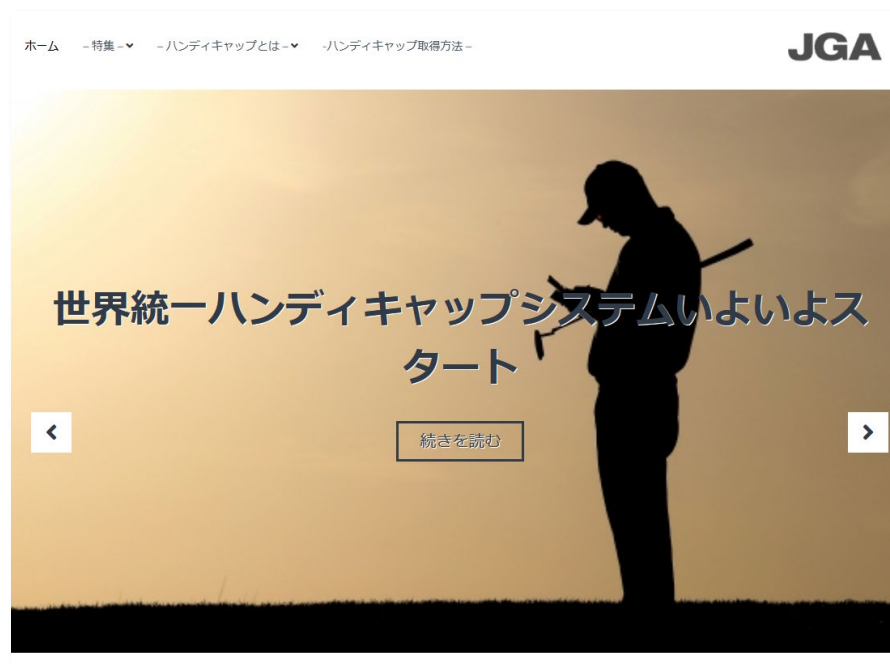 ホーム
–特集–
–ハンディキャップとは–
-ハンディキャップ取得方法–
JGA
世界統一ハンディキャップシステムいよいよス
タート
続きを読む